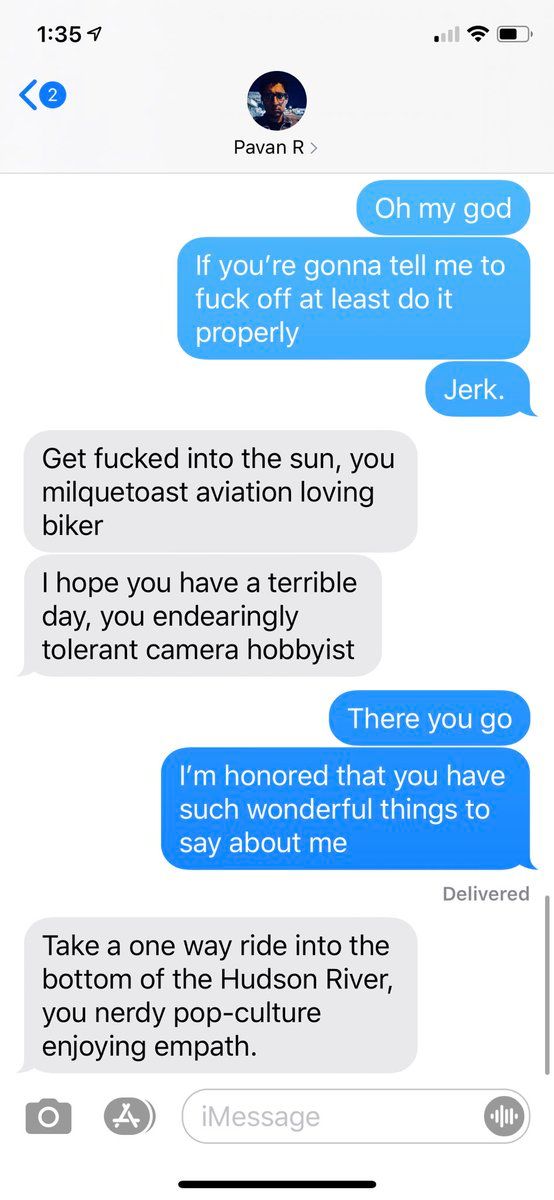 1:35
2
Pavan R
Oh my god
If you’re gonna tell me to
fuck off at least do it
properly
Jerk.
Get fucked into the sun, you
milquetoast aviation loving
biker
I hope you have a terrible
day, you endearingly
tolerant camera hobbyist
There you go
I’m honored that you have
such wonderful things to
say about me
Delivered
Take a one way ride into the
bottom of the Hudson River,
you nerdy pop-culture
enjoying empath.
iMessage